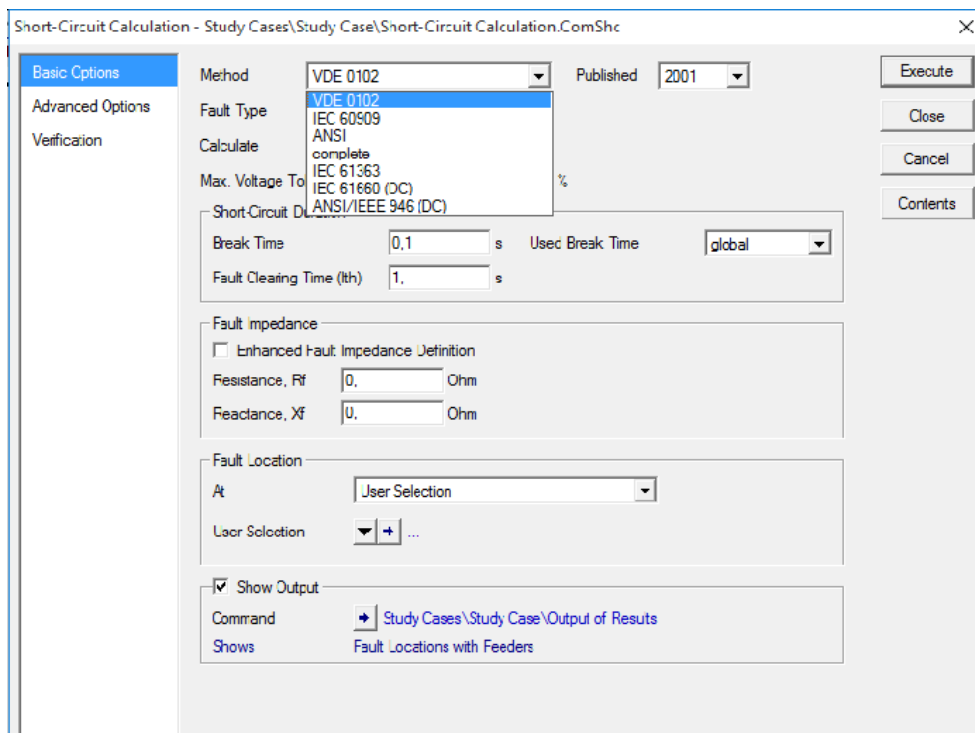 Short-Circuit Calculation - Study Cases\Study Case\Short-Circuit Calculation.ComShc
Basic Options
Advanced Options
Verification
Method VDE 0102 Published 2001
VDE 0102
IEC 60909
ANSI
complete
IEC 61363
IEC 61660 (DC)
ANSI/IEEE 946 (DC)
Fault Type
Calculate
Max. Voltage To %
Short-Circuit Duration
Break Time 0,1 s Used Break Time global
Fault Clearing Time (Ith) 1, s
Fault Impedance
Enhanced Fault Impedance Definition
Resistance, Rf 0, Ohm
Reactance, Xf 0, Ohm
Fault Location
At User Selection
User Selection ...
Show Output
Command Study Cases\Study Case\Output of Results
Shows Fault Locations with Feeders
Execute
Close
Cancel
Contents